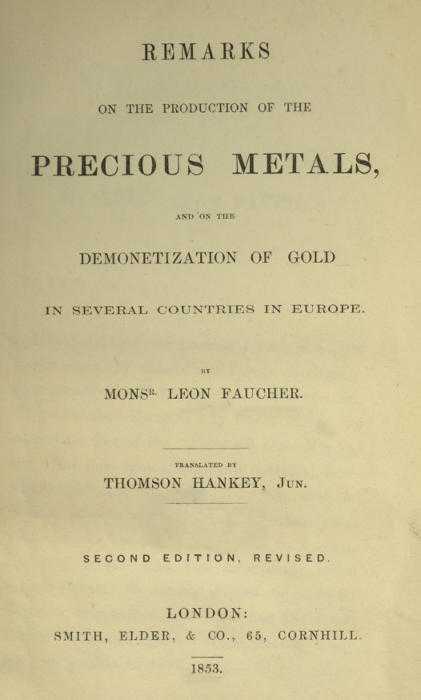 REMARKS
ON THE PRODUCTION OF THE
PRECIOUS METALS,
AND ON THE
DEMONETIZATION OF GOLD
IN SEVERAL COUNTRIES IN EUROPE.
BY
MONSR. LEON FAUCHER.
TRANSLATED BY
THOMSON HANKEY, Jun.
SECOND EDITION, REVISED.
LONDON:
SMITH, ELDER, & CO., 65, CORNHILL.
1853.